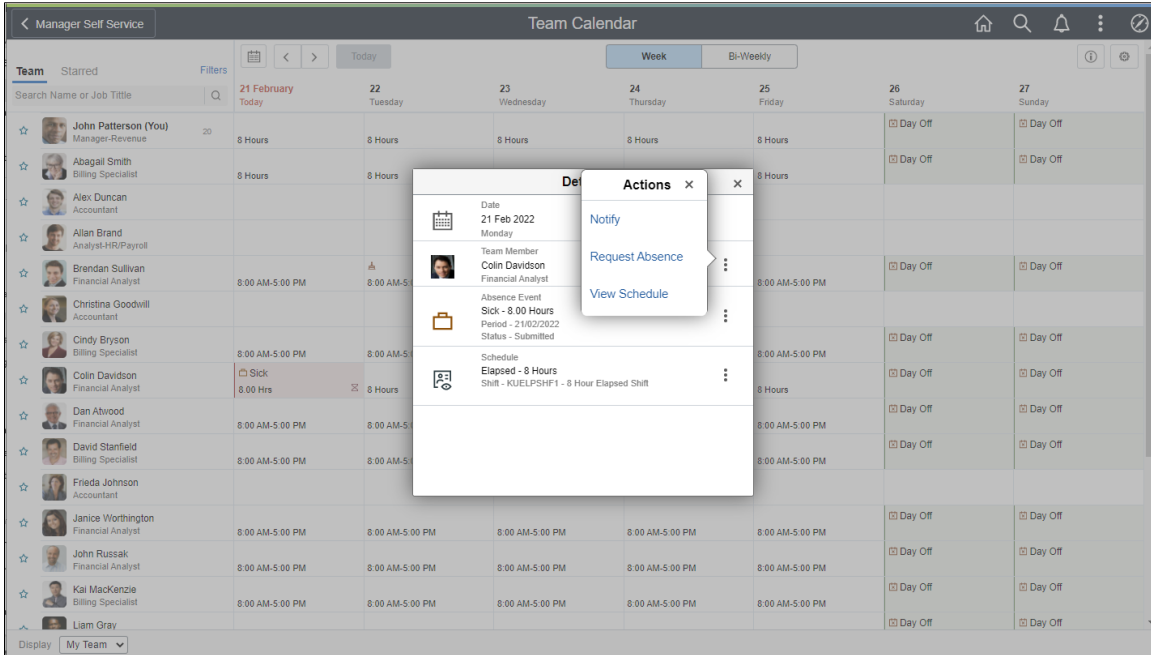 Manager Self Service
Team Calendar
Team Starred Filters
Today
Week Bi-Weekly
Search Name or Job Tittle
21 February
Today
22
Tuesday
23
Wednesday
24
Thursday
25
Friday
26
Saturday
27
Sunday
John Patterson (You)
Manager-Revenue
20
8 Hours 8 Hours 8 Hours 8 Hours 8 Hours Day Off Day Off
Abagail Smith
Billing Specialist
8 Hours 8 Hours 8 Hours Day Off Day Off
Alex Duncan
Accountant
Allan Brand
Analyst-HR/Payroll
Brendan Sullivan
Financial Analyst
8:00 AM-5:00 PM 8:00 AM-5: 8:00 AM-5:00 PM Day Off Day Off
Christina Goodwill
Accountant
Cindy Bryson
Billing Specialist
8:00 AM-5:00 PM 8:00 AM-5: 8:00 AM-5:00 PM Day Off Day Off
Colin Davidson
Financial Analyst
Sick
8.00 Hrs
8 Hours 8 Hours Day Off Day Off
Dan Atwood
Financial Analyst
8:00 AM-5:00 PM 8:00 AM-5: 8:00 AM-5:00 PM Day Off Day Off
David Stanfield
Billing Specialist
8:00 AM-5:00 PM 8:00 AM-5: 8:00 AM-5:00 PM Day Off Day Off
Frieda Johnson
Accountant
Janice Worthington
Financial Analyst
8:00 AM-5:00 PM 8:00 AM-5:00 PM 8:00 AM-5:00 PM 8:00 AM-5:00 PM 8:00 AM-5:00 PM Day Off Day Off
John Russak
Financial Analyst
8:00 AM-5:00 PM 8:00 AM-5:00 PM 8:00 AM-5:00 PM 8:00 AM-5:00 PM 8:00 AM-5:00 PM Day Off Day Off
Kai MacKenzie
Billing Specialist
8:00 AM-5:00 PM 8:00 AM-5:00 PM 8:00 AM-5:00 PM 8:00 AM-5:00 PM 8:00 AM-5:00 PM Day Off Day Off
Liam Gray
Day Off Day Off
Display My Team
Det
Date
21 Feb 2022
Monday
Team Member
Colin Davidson
Financial Analyst
Absence Event
Sick - 8.00 Hours
Period - 21/02/2022
Status - Submitted
Schedule
Elapsed - 8 Hours
Shift - KUELPSHF1 - 8 Hour Elapsed Shift
Actions
Notify
Request Absence
View Schedule